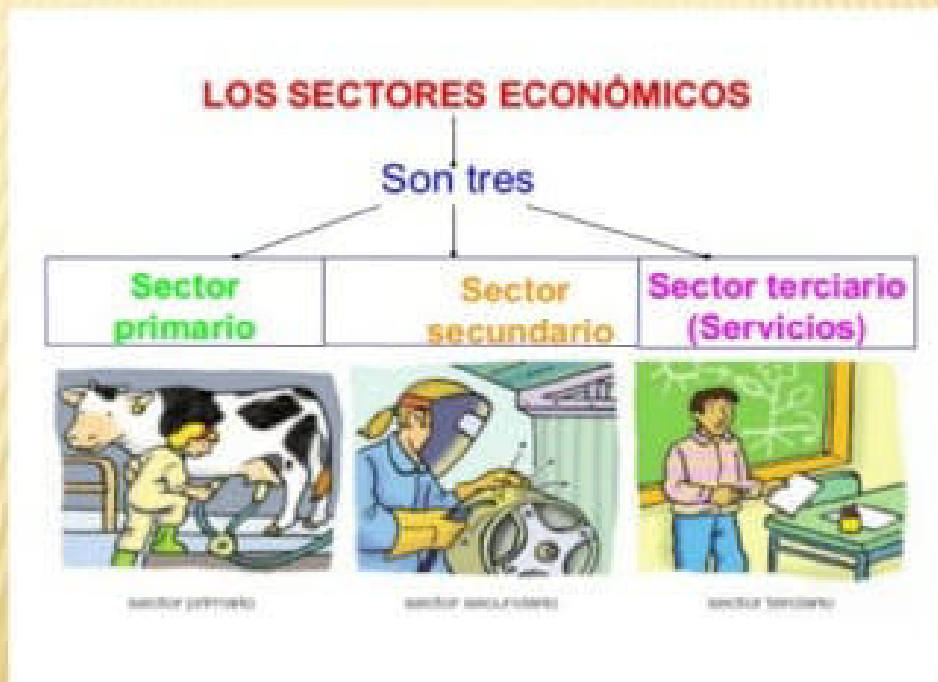 LOS SECTORES ECONÓMICOS
Son tres
Sector
primario
Sector
secundario
Sector terciario
(Servicios)
sector primario
sector secundario
sector terciario